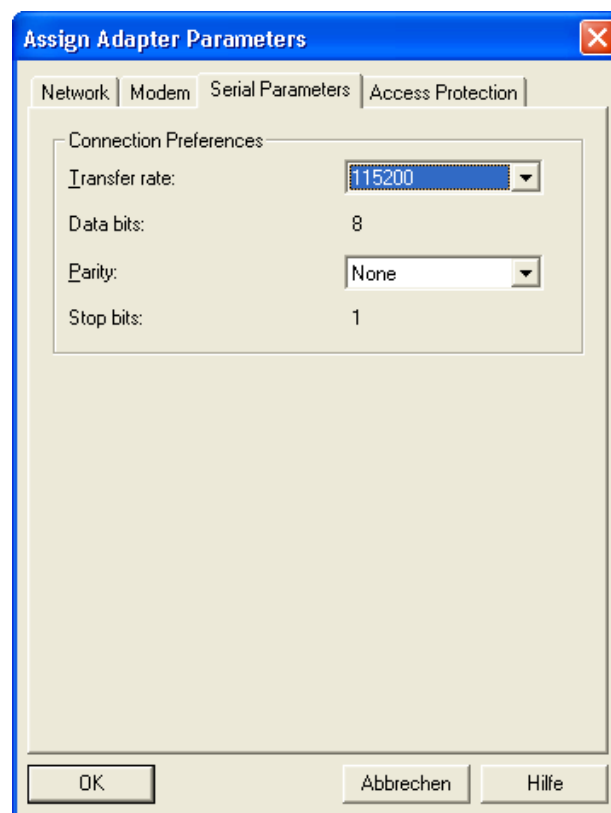 Assign Adapter Parameters
Network Modem Serial Parameters Access Protection
Connection Preferences
Transfer rate: 115200
Data bits: 8
Parity: None
Stop bits: 1
OK Abbrechen Hilfe